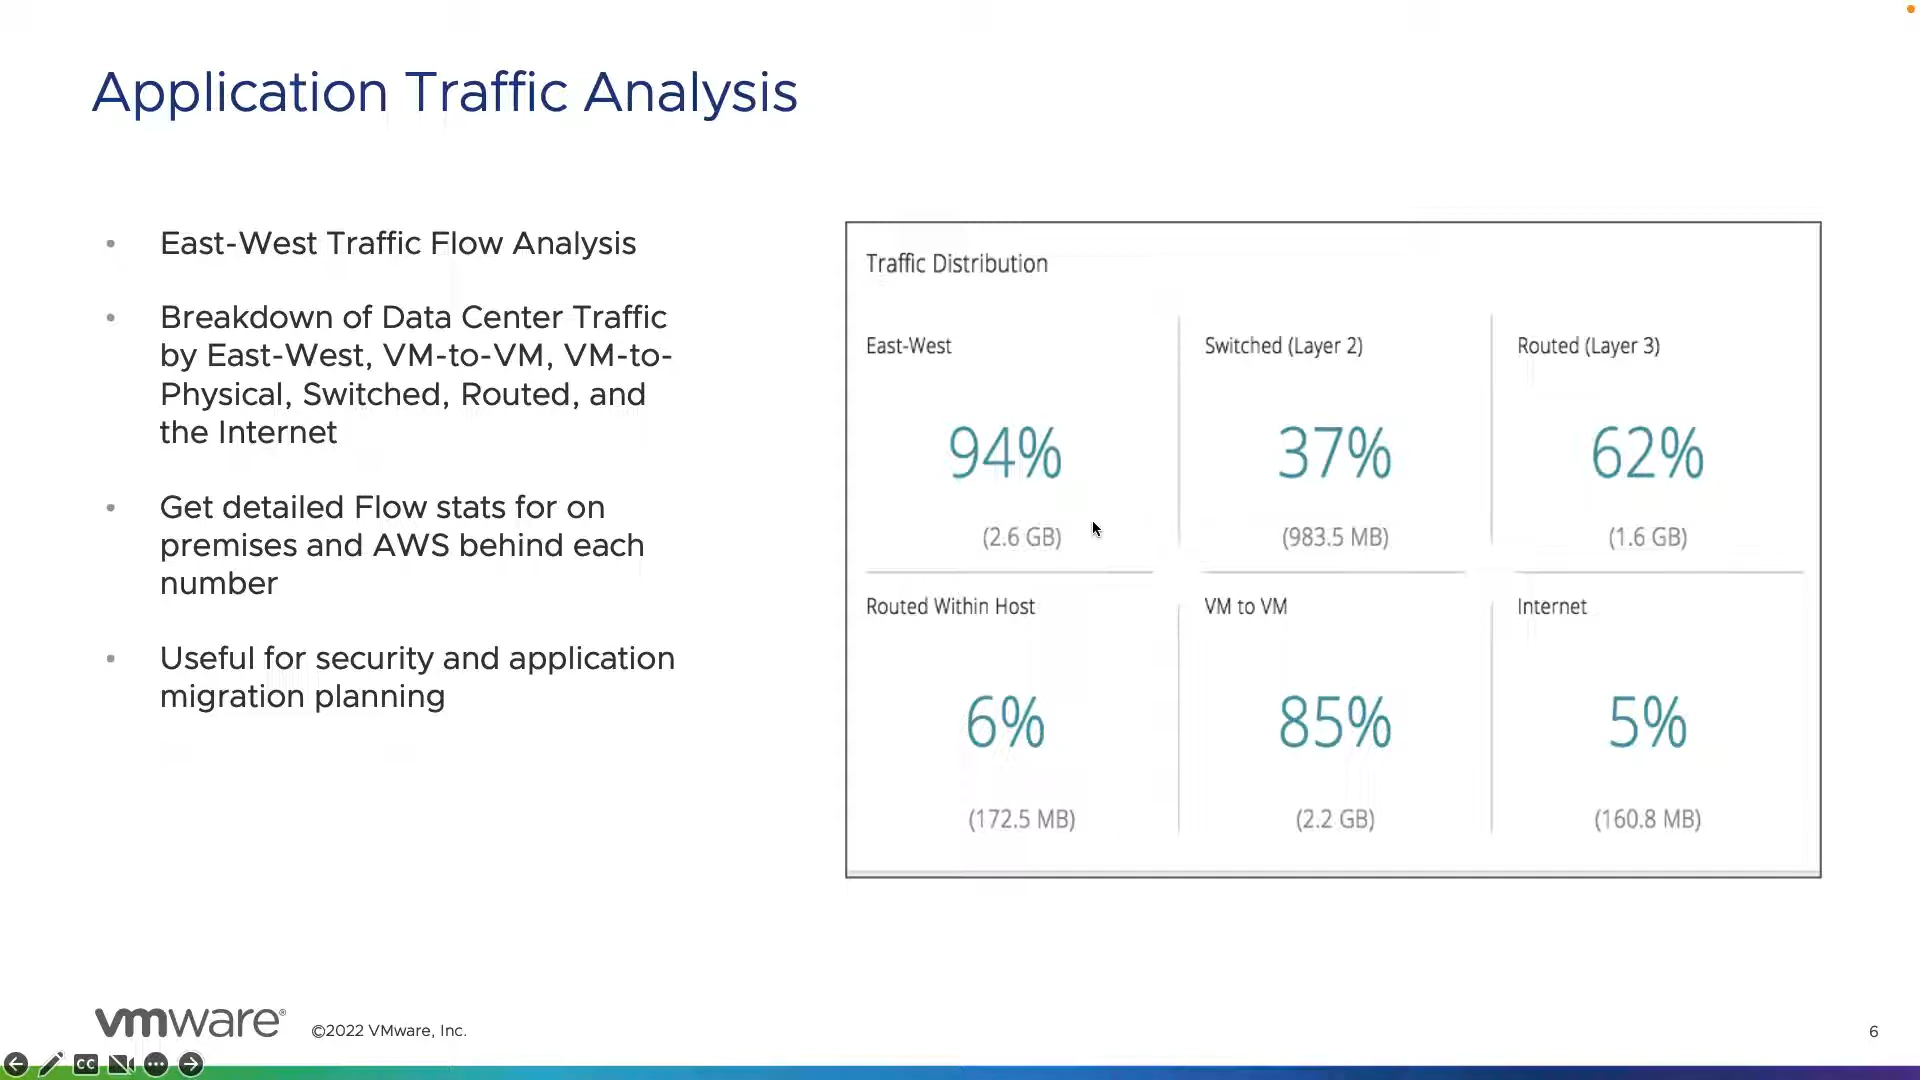 Application Traffic Analysis
• East-West Traffic Flow Analysis
• Breakdown of Data Center Traffic
by East-West, VM-to-VM, VM-to-
Physical, Switched, Routed, and
the Internet
• Get detailed Flow stats for on
premises and AWS behind each
number
• Useful for security and application
migration planning
Traffic Distribution
East-West
94%
(2.6 GB)
Switched (Layer 2)
37%
(983.5 MB)
Routed (Layer 3)
62%
(1.6 GB)
Routed Within Host
6%
(172.5 MB)
VM to VM
85%
(2.2 GB)
Internet
5%
(160.8 MB)
vmware®
©2022 VMware, Inc.
6
CC